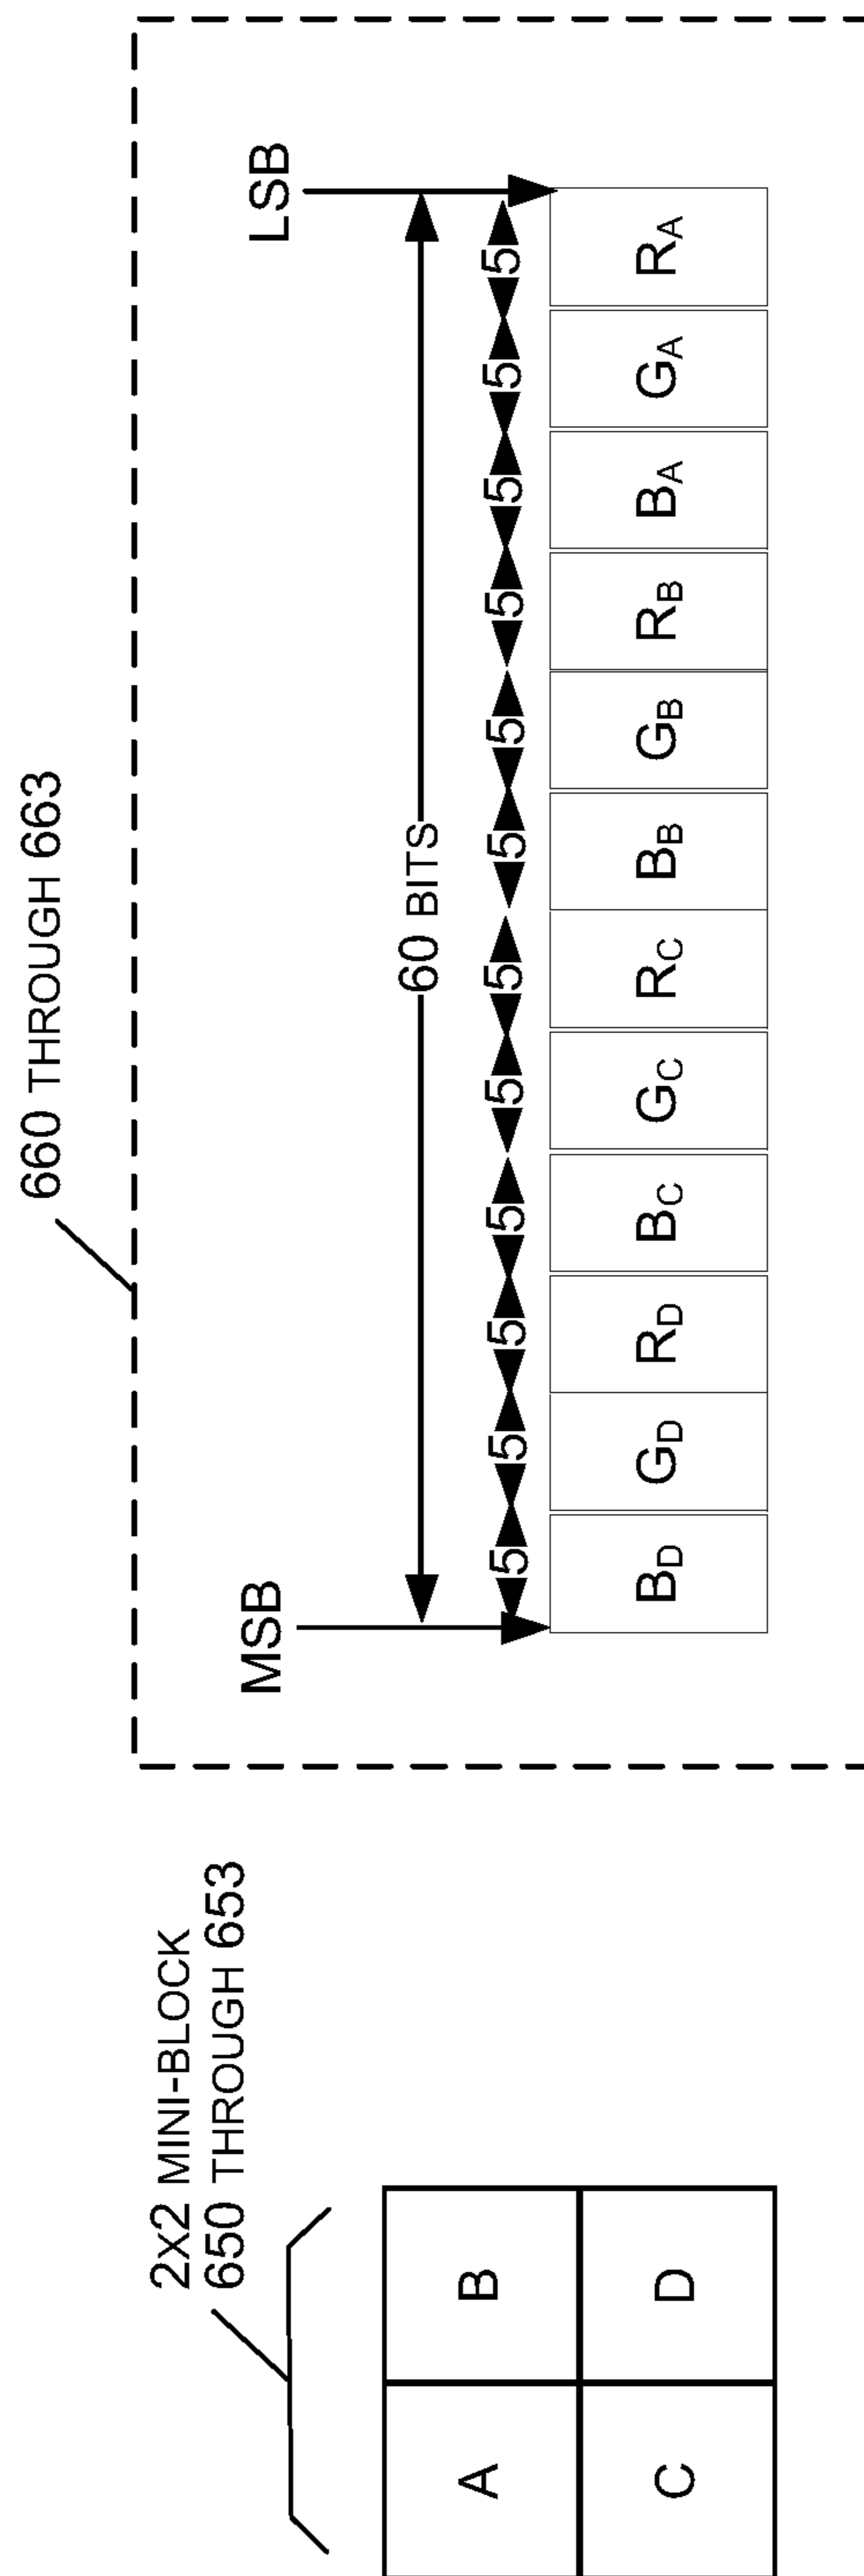 2X2 MINI-BLOCK
650 THROUGH 653
A B
C D
660 THROUGH 663
MSB LSB
60 BITS
5 5 5 5 5 5 5 5 5 5 5 5
BD GD RD BC GC RC BB GB RB BA GA RA